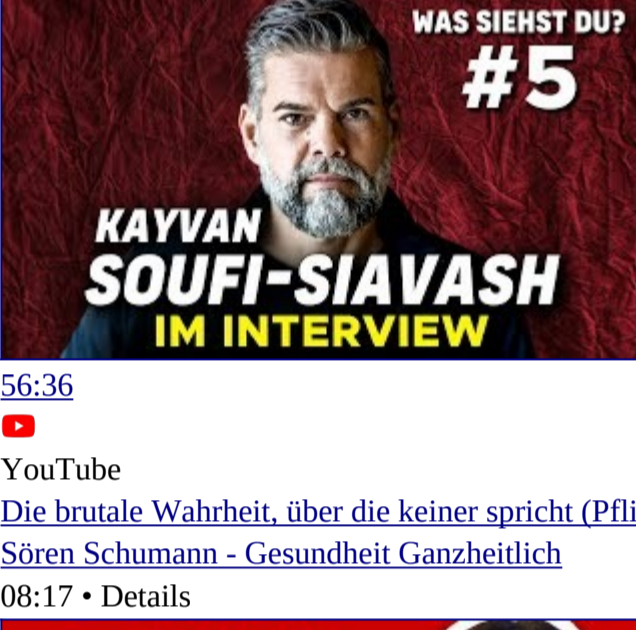 WAS SIEHST DU?
#5
KAYVAN
SOUFI-SIAVASH
IM INTERVIEW
56:36
YouTube
Die brutale Wahrheit, über die keiner spricht (Pfli
Sören Schumann - Gesundheit Ganzheitlich
08:17 • Details